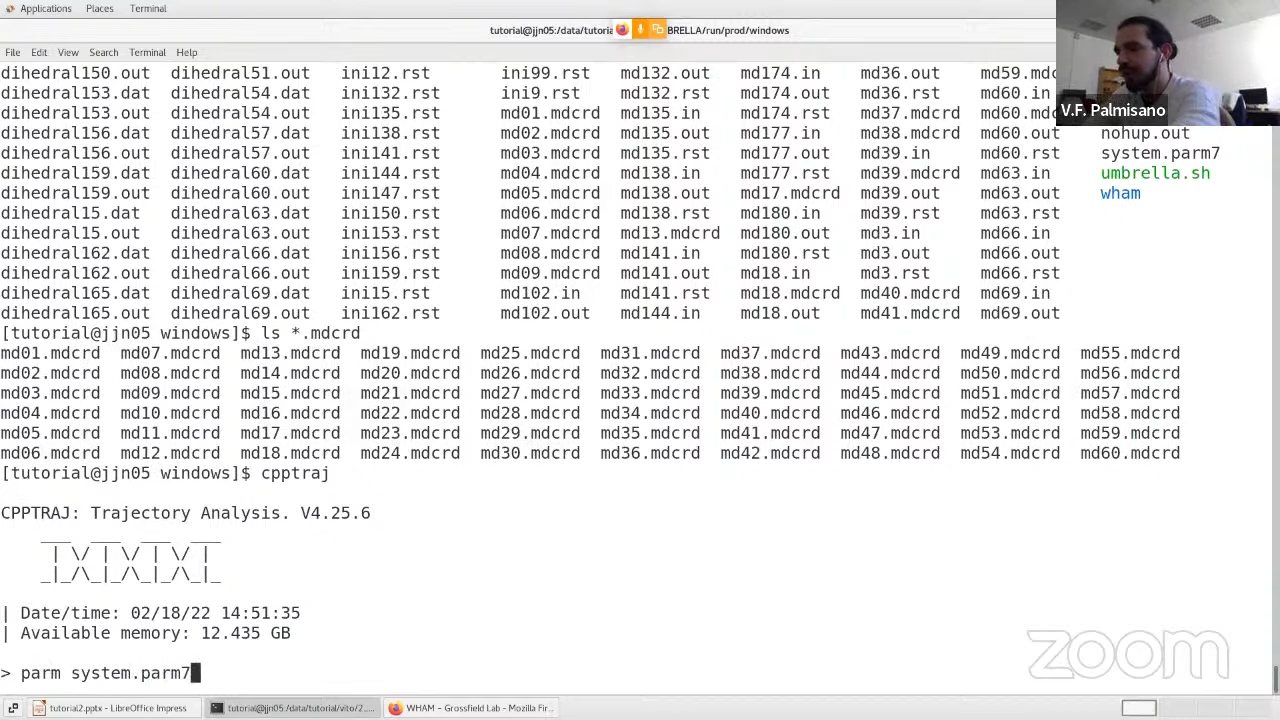 Applications Places Terminal
tutorial@jjn05:/data/tutoria BRELLA/run/prod/windows
File Edit View Search Terminal Help
V.F. Palmisano
dihedral150.out dihedral51.out ini12.rst ini99.rst md132.out md174.in md36.out md59.mdc
dihedral153.dat dihedral54.dat ini132.rst ini9.rst md132.rst md174.out md36.rst md60.in
dihedral153.out dihedral54.out ini135.rst md01.mdcrd md135.in md174.rst md37.mdcrd md60.mdc
dihedral156.dat dihedral57.dat ini138.rst md02.mdcrd md135.out md177.in md38.mdcrd md60.out nohup.out
dihedral156.out dihedral57.out ini141.rst md03.mdcrd md135.rst md177.out md39.in md60.rst system.parm7
dihedral159.dat dihedral60.dat ini144.rst md04.mdcrd md138.in md177.rst md39.mdcrd md63.in umbrella.sh
dihedral159.out dihedral60.out ini147.rst md05.mdcrd md138.out md17.mdcrd md39.out md63.out wham
dihedral15.dat dihedral63.dat ini150.rst md06.mdcrd md138.rst md180.in md39.rst md63.rst
dihedral15.out dihedral63.out ini153.rst md07.mdcrd md13.mdcrd md180.out md3.in md66.in
dihedral162.dat dihedral66.dat ini156.rst md08.mdcrd md141.in md180.rst md3.out md66.out
dihedral162.out dihedral66.out ini159.rst md09.mdcrd md141.out md18.in md3.rst md66.rst
dihedral165.dat dihedral69.dat ini15.rst md102.in md141.rst md18.mdcrd md40.mdcrd md69.in
dihedral165.out dihedral69.out ini162.rst md102.out md144.in md18.out md41.mdcrd md69.out
[tutorial@jjn05 windows]$ ls *.mdcrd
md01.mdcrd md07.mdcrd md13.mdcrd md19.mdcrd md25.mdcrd md31.mdcrd md37.mdcrd md43.mdcrd md49.mdcrd md55.mdcrd
md02.mdcrd md08.mdcrd md14.mdcrd md20.mdcrd md26.mdcrd md32.mdcrd md38.mdcrd md44.mdcrd md50.mdcrd md56.mdcrd
md03.mdcrd md09.mdcrd md15.mdcrd md21.mdcrd md27.mdcrd md33.mdcrd md39.mdcrd md45.mdcrd md51.mdcrd md57.mdcrd
md04.mdcrd md10.mdcrd md16.mdcrd md22.mdcrd md28.mdcrd md34.mdcrd md40.mdcrd md46.mdcrd md52.mdcrd md58.mdcrd
md05.mdcrd md11.mdcrd md17.mdcrd md23.mdcrd md29.mdcrd md35.mdcrd md41.mdcrd md47.mdcrd md53.mdcrd md59.mdcrd
md06.mdcrd md12.mdcrd md18.mdcrd md24.mdcrd md30.mdcrd md36.mdcrd md42.mdcrd md48.mdcrd md54.mdcrd md60.mdcrd
[tutorial@jjn05 windows]$ cpptraj
CPPTRAJ: Trajectory Analysis. V4.25.6
___ ___ ___ ___
| \/ | \/ | \/ |
_|_/\_|_/\_|_/\_|_
| Date/time: 02/18/22 14:51:35
| Available memory: 12.435 GB
> parm system.parm7
zoom
tutorial2.pptx - LibreOffice Impress tutorial@jjn05:/data/tutorial/vito/2.... WHAM – Grossfield Lab - Mozilla Fir...